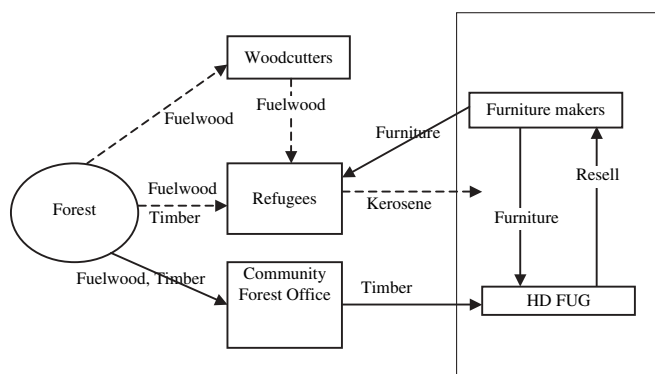 Woodcutters
Fuelwood
Fuelwood
Furniture makers
Furniture
Resell
Forest
Fuelwood
Timber
Refugees
Kerosene
Furniture
Fuelwood, Timber
Community
Forest Office
Timber
HD FUG